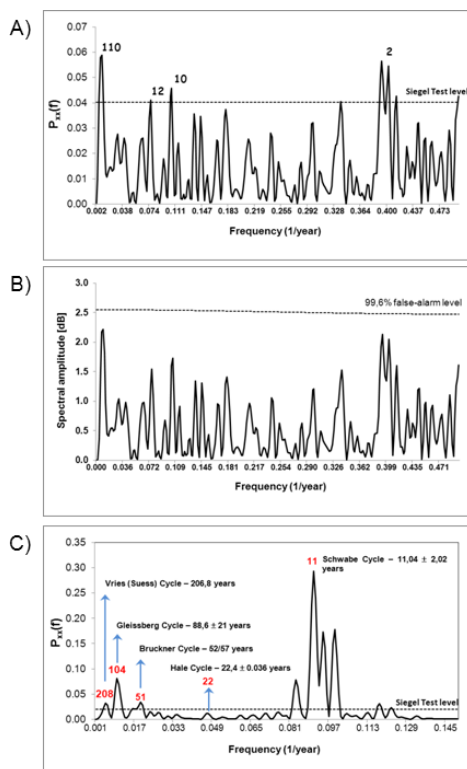 A)
0.07
0.06
0.05
0.04
0.03
0.02
0.01
0
Pxx(f)
110
12
10
2
Siegel Test level
0.002 0.038 0.074 0.111 0.147 0.183 0.219 0.255 0.292 0.328 0.364 0.400 0.437 0.473
Frequency (1/year)
B)
3.0
2.5
2.0
1.5
1.0
0.5
0.0
Spectral amplitude [dB]
99,6% false-alarm level
0.000 0.036 0.072 0.109 0.145 0.181 0.217 0.254 0.290 0.326 0.362 0.399 0.435 0.471
Frequency (1/year)
C)
0.35
0.30
0.25
0.20
0.15
0.10
0.05
0.00
Pxx(f)
11
Schwabe Cycle – 11,04 ± 2,02
years
Vries (Suess) Cycle – 206,8 years
Gleissberg Cycle – 88,6 ± 21 years
Bruckner Cycle – 52/57 years
Hale Cycle – 22,4 ± 0.036 years
208
104
51
22
Siegel Test level
0.001 0.017 0.034 0.049 0.065 0.081 0.097 0.113 0.129 0.145
Frequency (1/year)